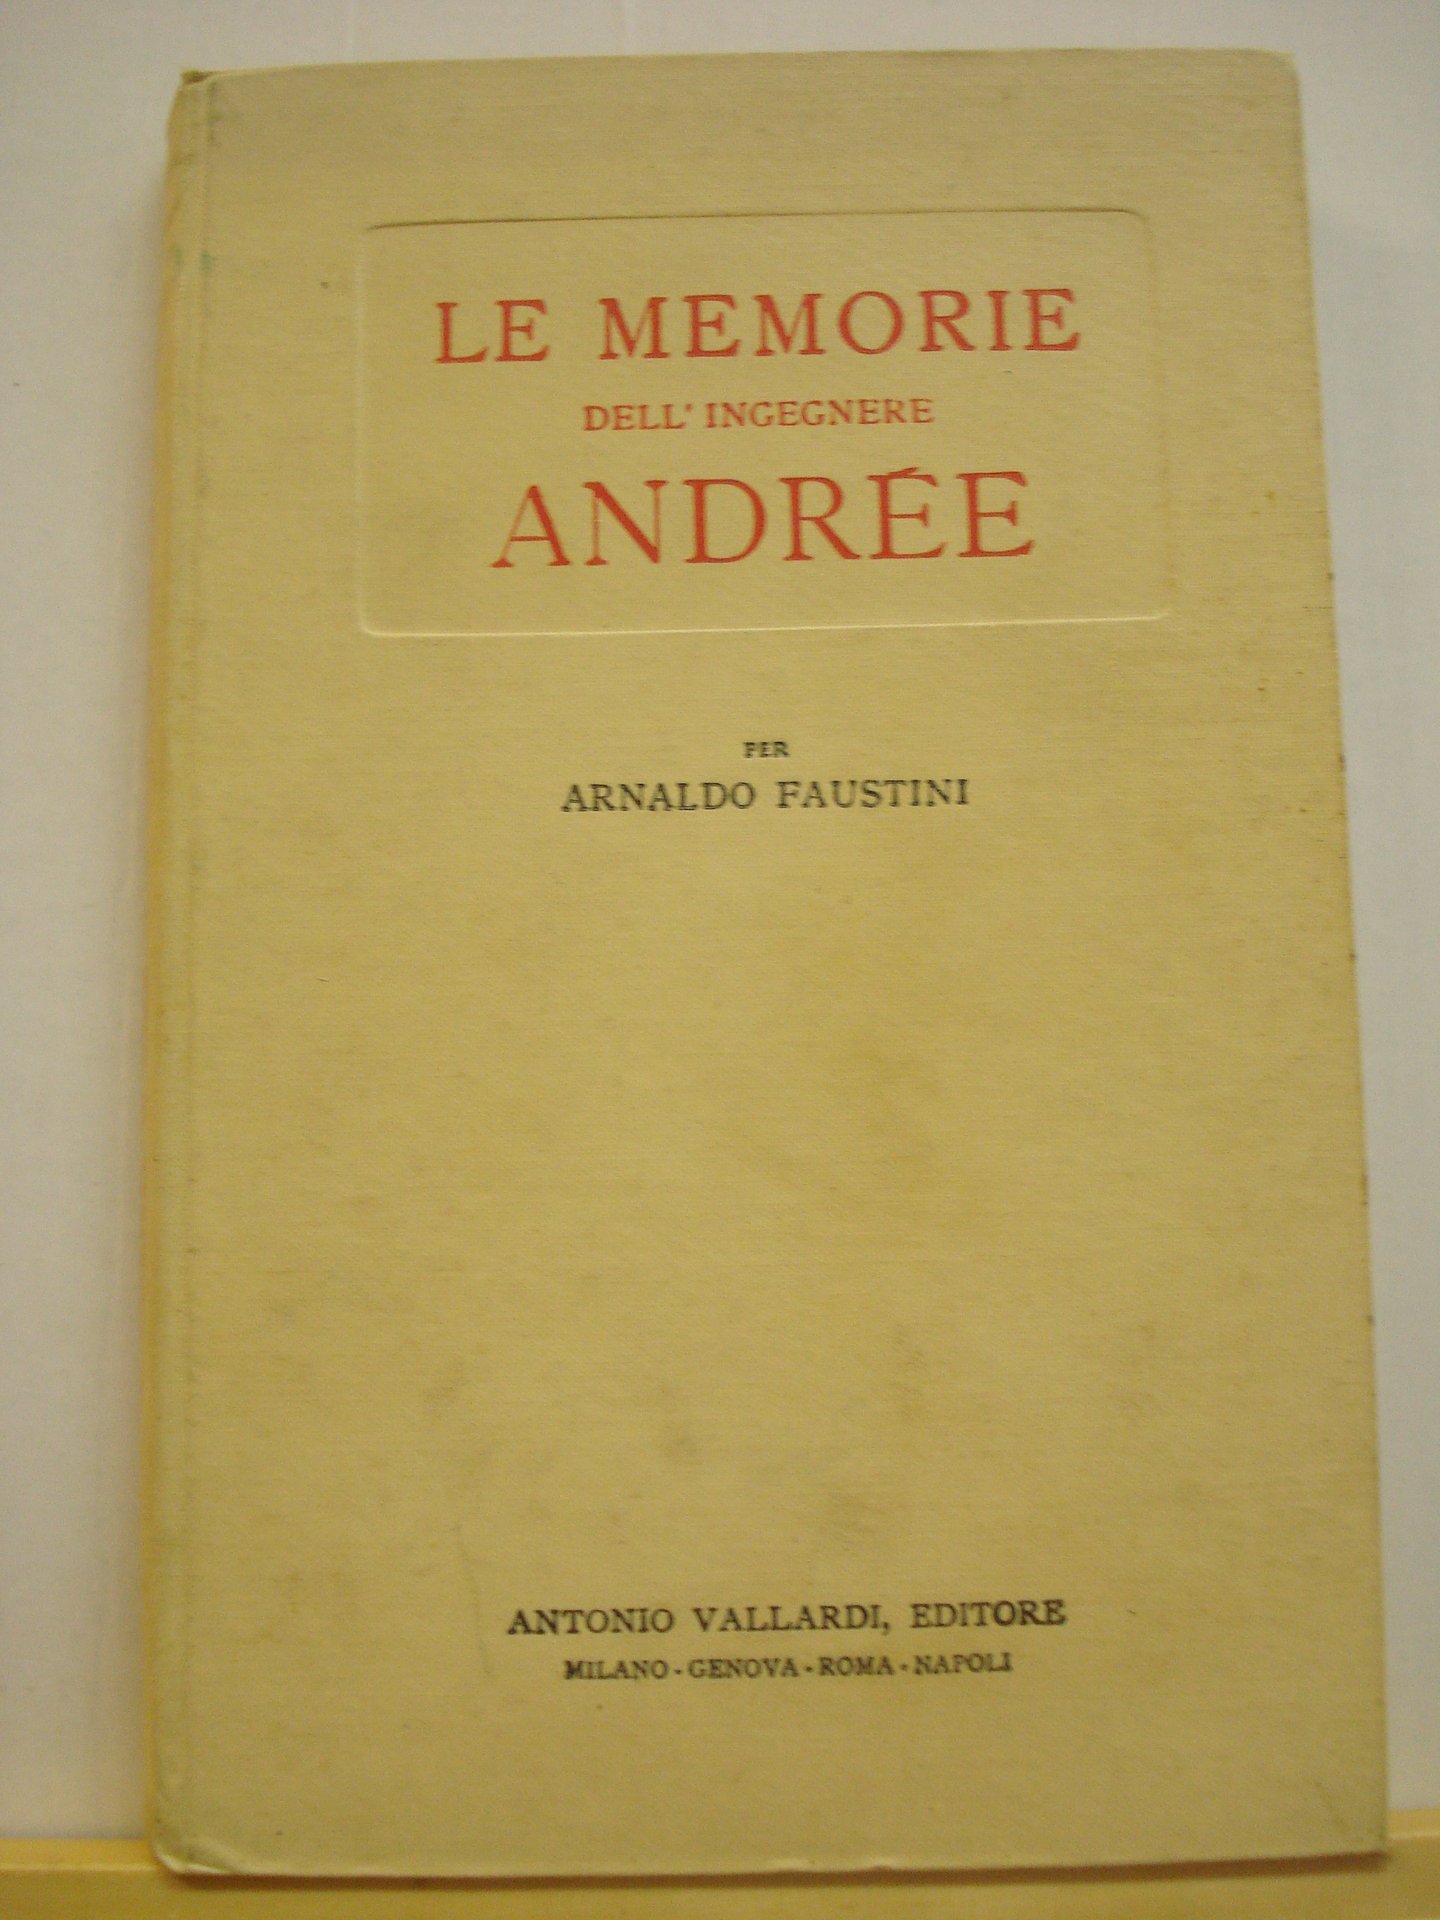 LE MEMORIE
DELL' INGEGNERE
ANDRÉE
PER
ARNALDO FAUSTINI
ANTONIO VALLARDI, EDITORE
MILANO - GENOVA - ROMA - NAPOLI